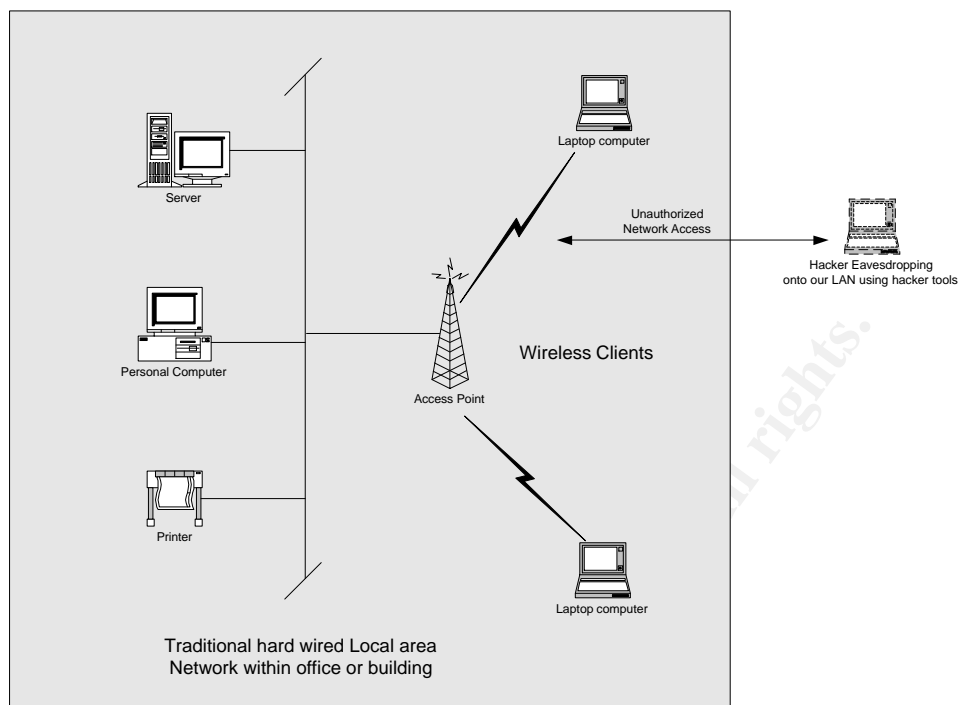 Laptop computer
Server
Unauthorized
Network Access
Hacker Eavesdropping
onto our LAN using hacker tools
Personal Computer
Wireless Clients
Access Point
Printer
Laptop computer
Traditional hard wired Local area
Network within office or building
rights.